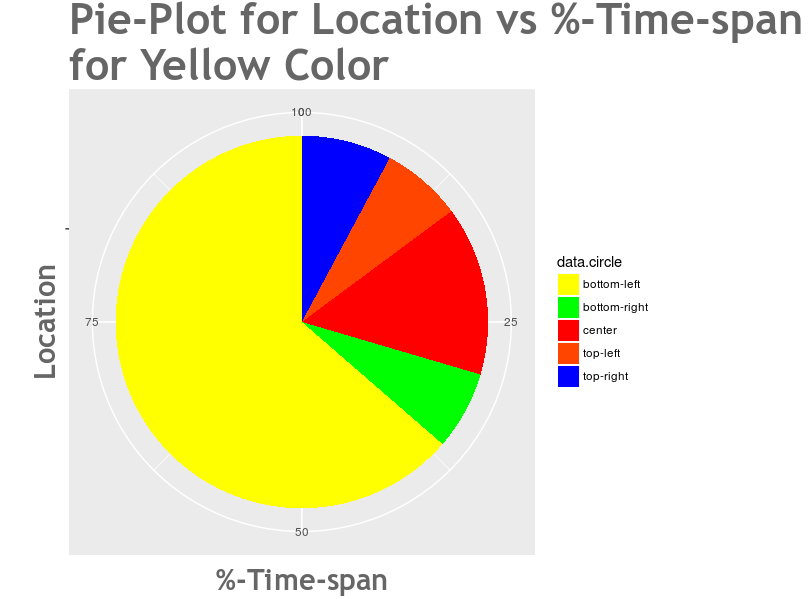 Pie-Plot for Location vs %-Time-span
for Yellow Color
100
75
25
50
Location
%-Time-span
data.circle
bottom-left
bottom-right
center
top-left
top-right